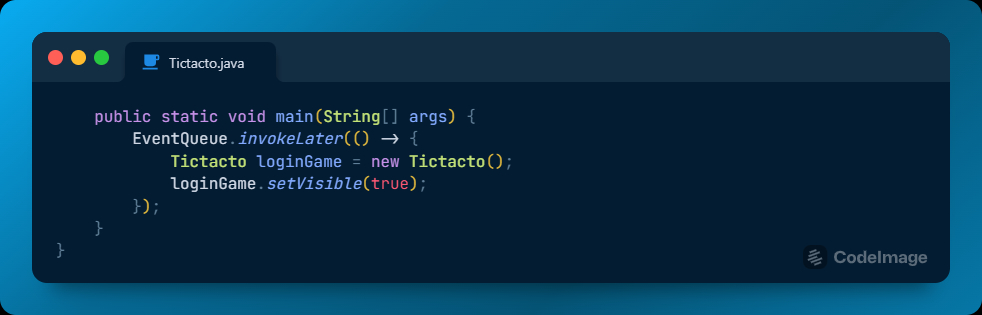 Tictacto.java
public static void main(String[] args) {
EventQueue.invokeLater(() -> {
Tictacto loginGame = new Tictacto();
loginGame.setVisible(true);
});
}
}
CodeImage